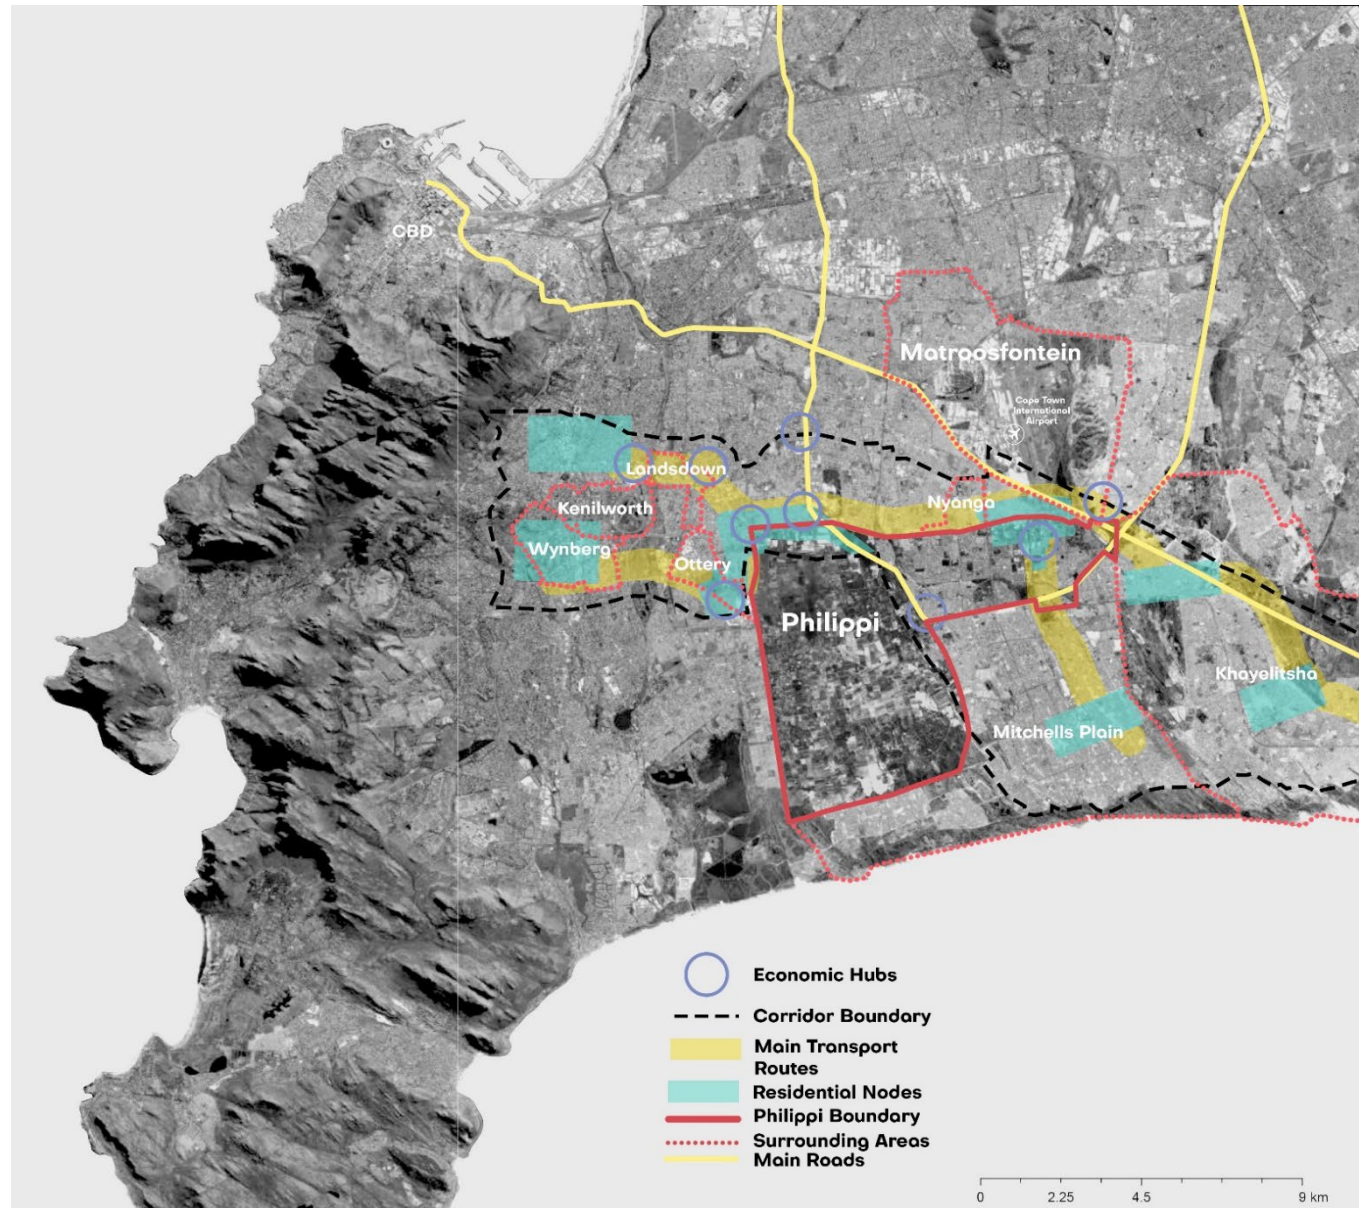 CBD
Matroosfontein
Cape Town
International
Airport
Landsdown
Kenilworth
Nyanga
Wynberg
Ottery
Philippi
Khayelitsha
Mitchells Plain
Economic Hubs
Corridor Boundary
Main Transport
Routes
Residential Nodes
Philippi Boundary
Surrounding Areas
Main Roads
0 2.25 4.5 9 km